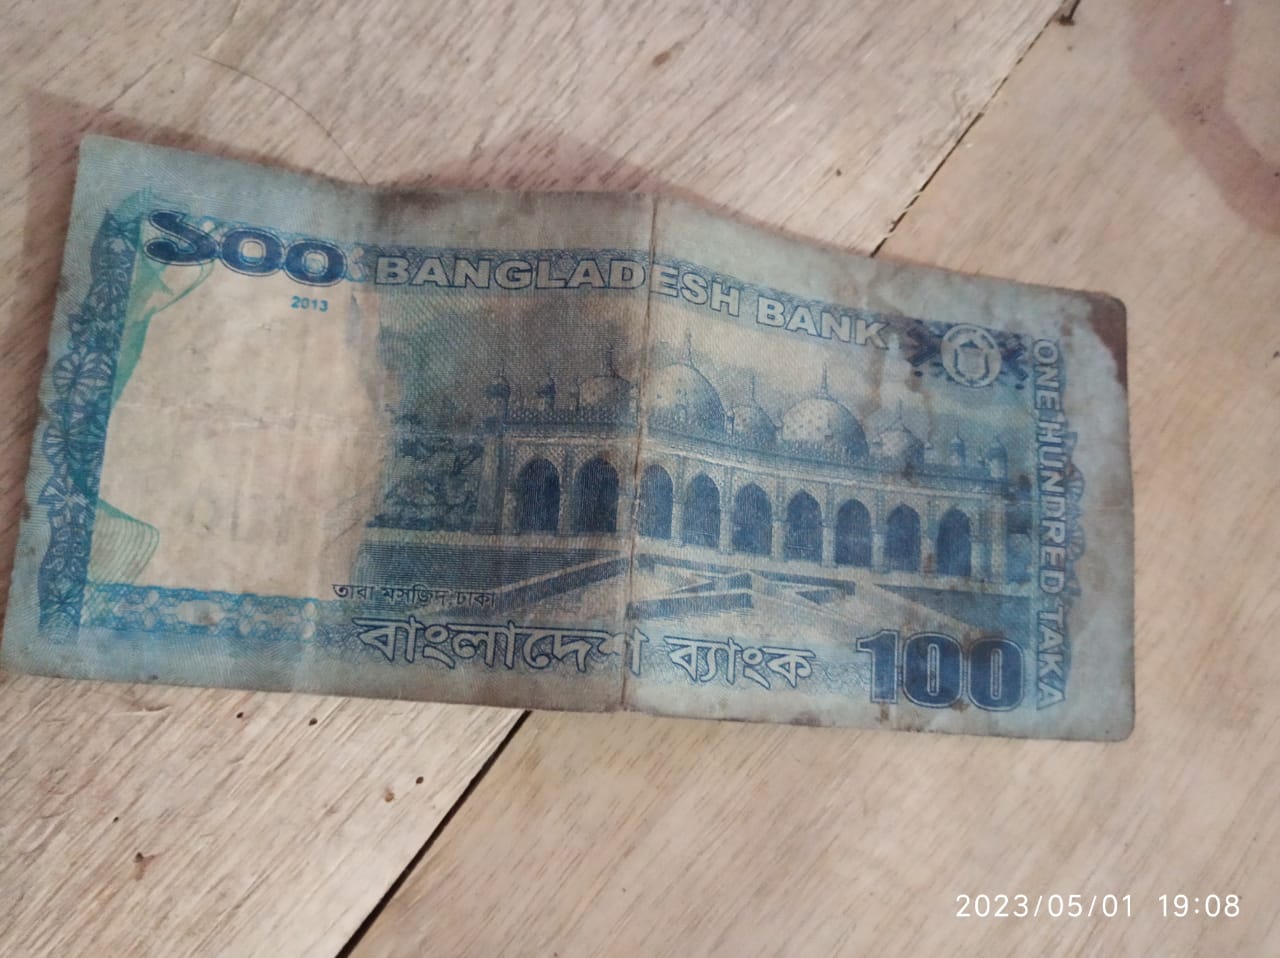 ১০০
BANGLADESH BANK
2013
ONE HUNDRED TAKA
তারা মসজিদ ঢাকা
বাংলাদেশ ব্যাংক
100
2023/05/01 19:08